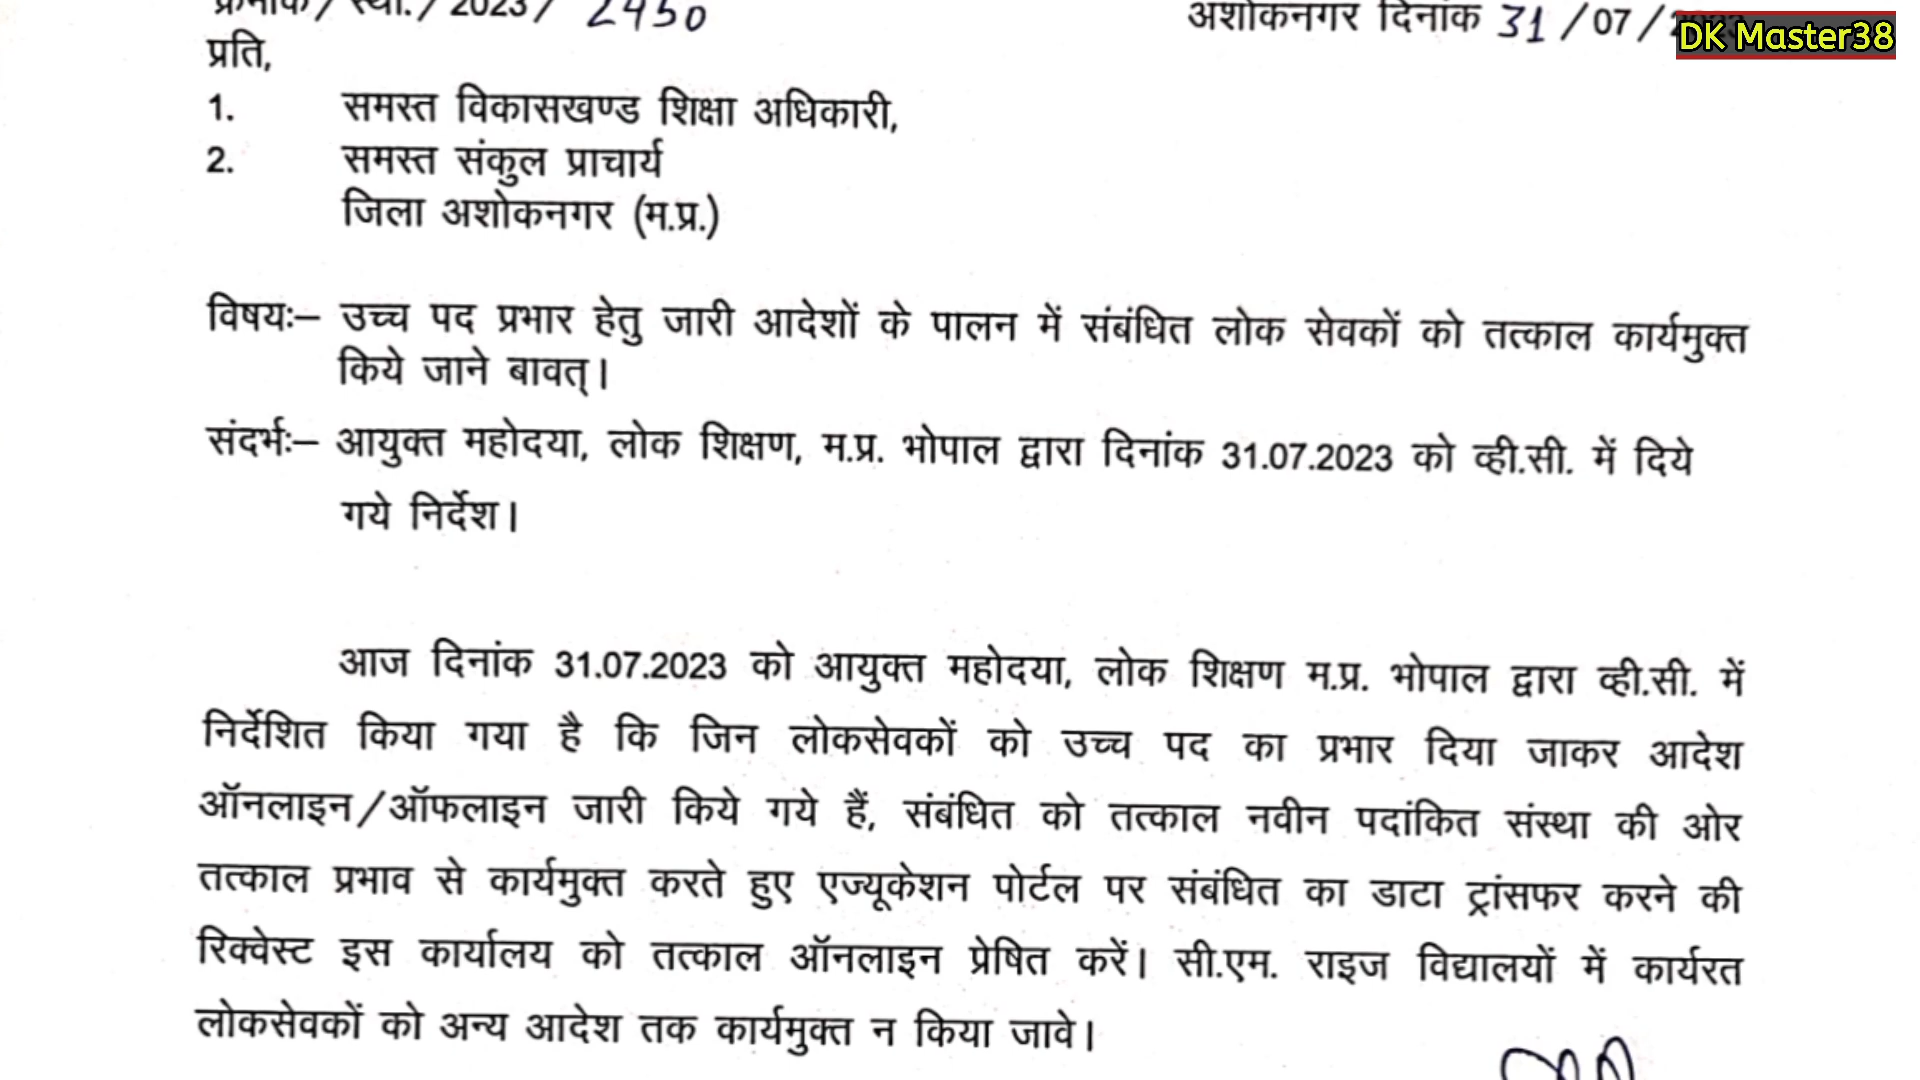 क्रमांक/स्था./2023/ 2450
अशोकनगर दिनांक 31/07/2023
DK Master38
प्रति,
1. समस्त विकासखण्ड शिक्षा अधिकारी,
2. समस्त संकुल प्राचार्य
जिला अशोकनगर (म.प्र.)
विषयः– उच्च पद प्रभार हेतु जारी आदेशों के पालन में संबंधित लोक सेवकों को तत्काल कार्यमुक्त
किये जाने बावत्।
संदर्भः– आयुक्त महोदया, लोक शिक्षण, म.प्र. भोपाल द्वारा दिनांक 31.07.2023 को व्ही.सी. में दिये
गये निर्देश।
आज दिनांक 31.07.2023 को आयुक्त महोदया, लोक शिक्षण म.प्र. भोपाल द्वारा व्ही.सी. में
निर्देशित किया गया है कि जिन लोकसेवकों को उच्च पद का प्रभार दिया जाकर आदेश
ऑनलाइन/ऑफलाइन जारी किये गये हैं, संबंधित को तत्काल नवीन पदांकित संस्था की ओर
तत्काल प्रभाव से कार्यमुक्त करते हुए एज्यूकेशन पोर्टल पर संबंधित का डाटा ट्रांसफर करने की
रिक्वेस्ट इस कार्यालय को तत्काल ऑनलाइन प्रेषित करें। सी.एम. राइज विद्यालयों में कार्यरत
लोकसेवकों को अन्य आदेश तक कार्यमुक्त न किया जावे।